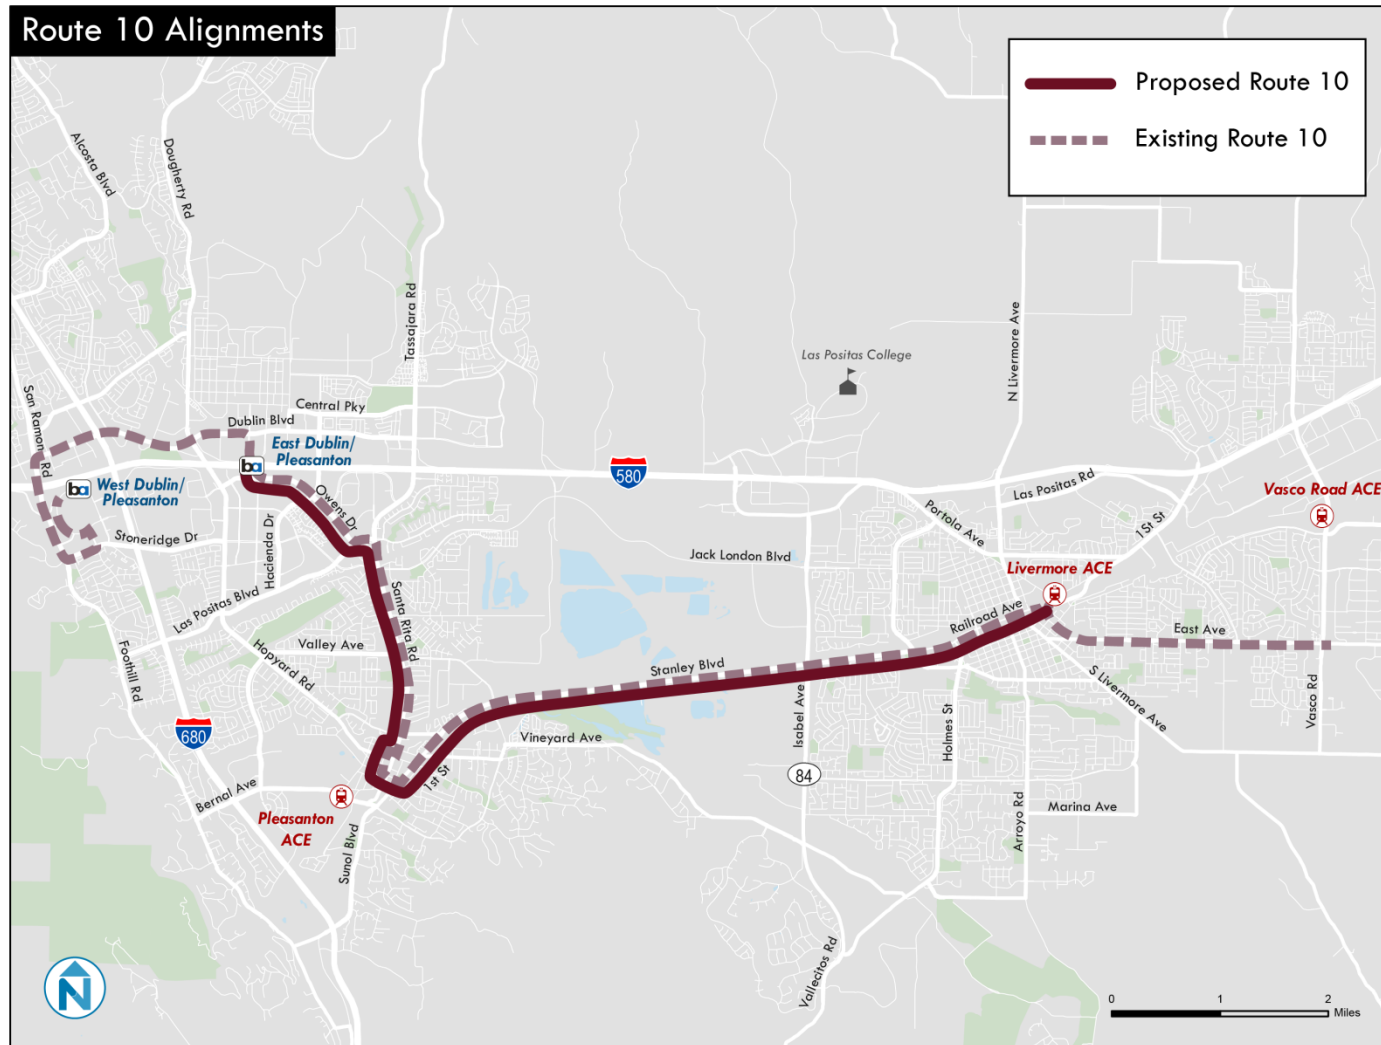 Route 10 Alignments
Proposed Route 10
Existing Route 10
Alcosta Blvd
Dougherty Rd
Tassajara Rd
Las Positas College
N Livermore Ave
San Ramon Rd
Central Pky
Dublin Blvd
East Dublin/
Pleasanton
ba
580
ba
West Dublin/
Pleasanton
Owens Dr
Las Positas Rd
Vasco Road ACE
Portola Ave
1St St
Stoneridge Dr
Hacienda Dr
Jack London Blvd
Livermore ACE
Las Positas Blvd
Santa Rita Rd
Railroad Ave
East Ave
Valley Ave
Hopyard Rd
Foothill Rd
Stanley Blvd
S Livermore Ave
Isabel Ave
Holmes St
Vasco Rd
680
Vineyard Ave
1st St
84
Bernal Ave
Pleasanton
ACE
Sunol Blvd
Marina Ave
Arroyo Rd
Vallecitos Rd
N
0 1 2
Miles